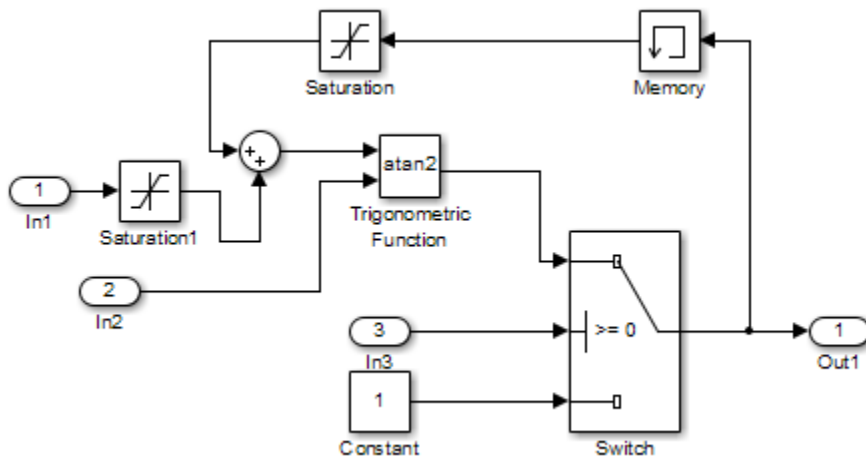 Saturation
Memory
+
+
atan2
1
In1
Saturation1
Trigonometric
Function
2
In2
3
In3
>= 0
1
Out1
1
Constant
Switch